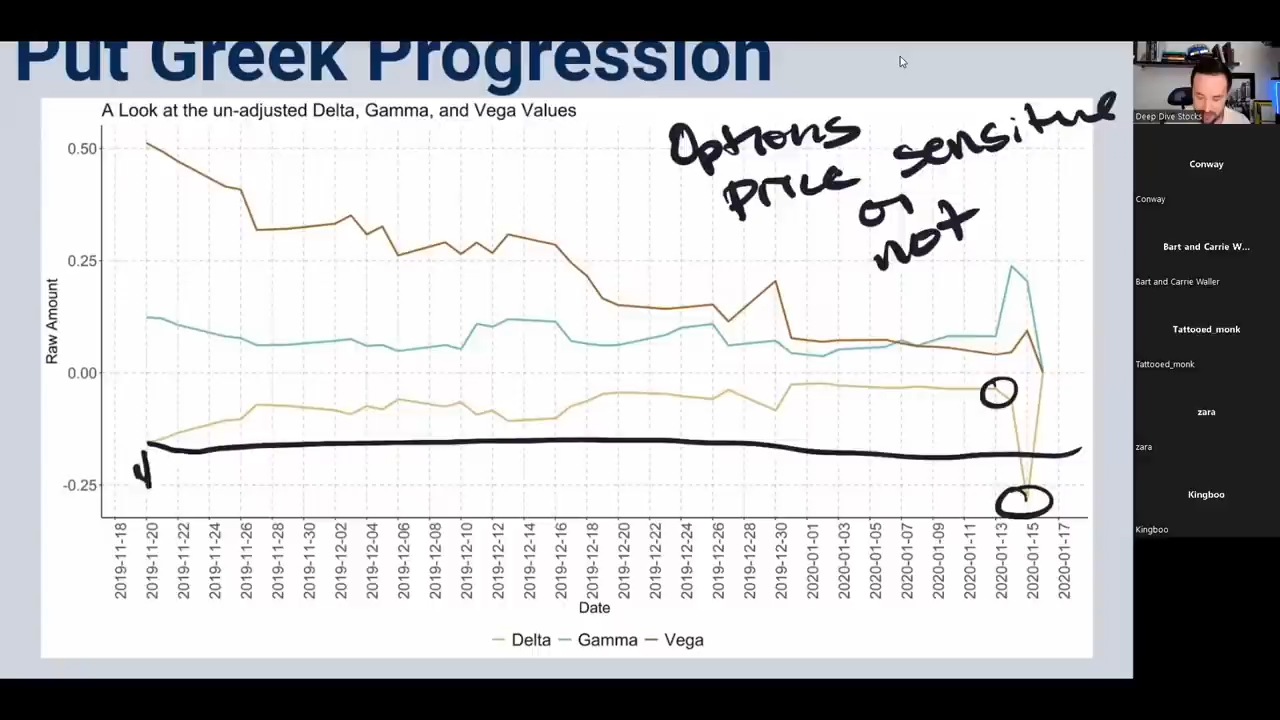 Put Greek Progression
A Look at the un-adjusted Delta, Gamma, and Vega Values
Options
price sensitive
or
not
0.50
0.25
0.00
-0.25
Raw Amount
2019-11-18
2019-11-20
2019-11-22
2019-11-24
2019-11-26
2019-11-28
2019-11-30
2019-12-02
2019-12-04
2019-12-06
2019-12-08
2019-12-10
2019-12-12
2019-12-14
2019-12-16
2019-12-18
2019-12-20
2019-12-22
2019-12-24
2019-12-26
2019-12-28
2019-12-30
2020-01-01
2020-01-03
2020-01-05
2020-01-07
2020-01-09
2020-01-11
2020-01-13
2020-01-15
2020-01-17
Date
Delta Gamma Vega
Deep Dive Stocks
Conway
Conway
Bart and Carrie W...
Bart and Carrie Waller
Tattooed_monk
Tattooed_monk
zara
zara
Kingboo
Kingboo